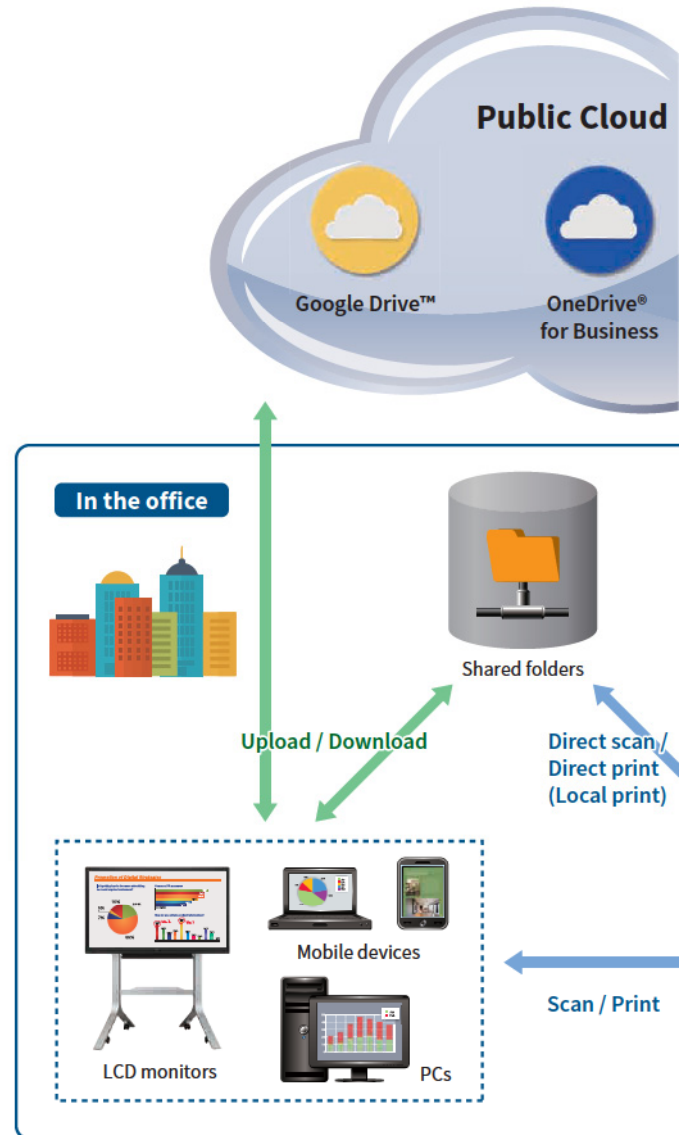 Public Cloud
Google Drive™
OneDrive®
for Business
In the office
Shared folders
Upload / Download
Direct scan /
Direct print
(Local print)
Mobile devices
LCD monitors
PCs
Scan / Print